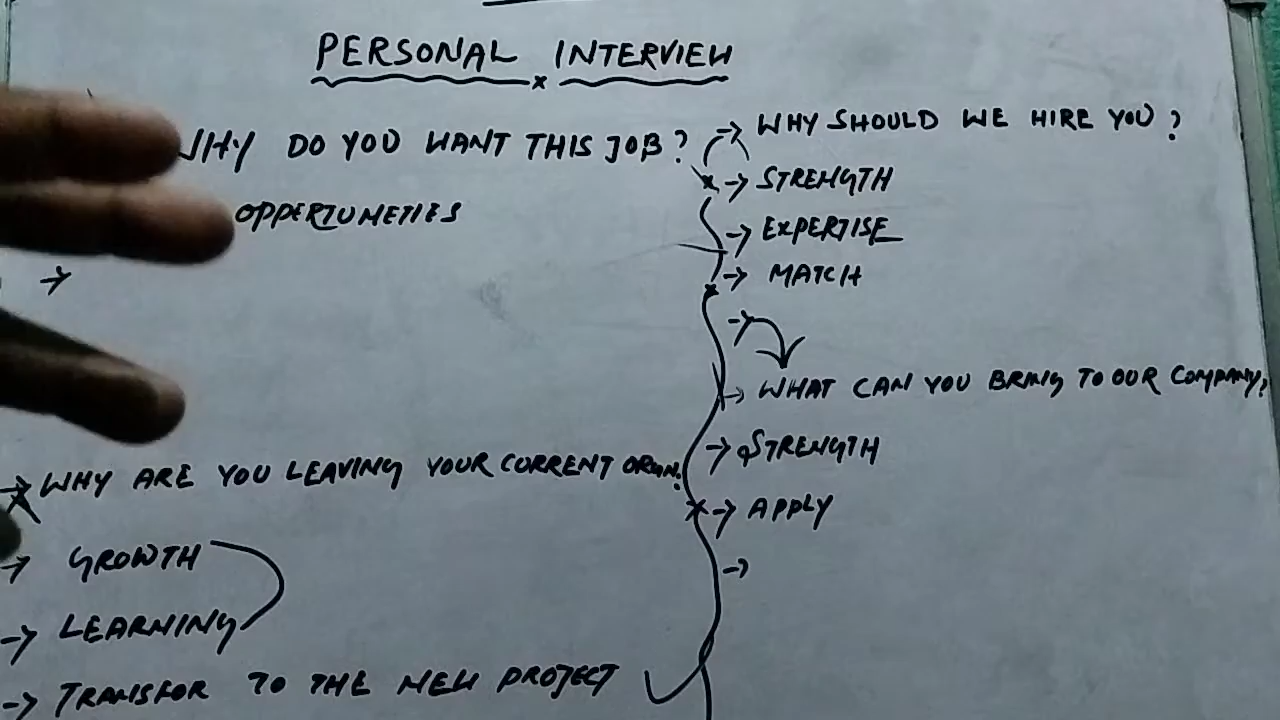 PERSONAL INTERVIEW
WHY DO YOU WANT THIS JOB?
OPPERTUNETIES
→
→ WHY ARE YOU LEAVING YOUR CURRENT ORGN.?
→ GROWTH
→ LEARNING
→ TRANSFOR TO THE NEW PROJECT
→ WHY SHOULD WE HIRE YOU?
→ STRENGTH
→ EXPERTISE
→ MATCH
→
→ WHAT CAN YOU BRING TO OUR COMPANY?
→ STRENGTH
→ APPLY
→